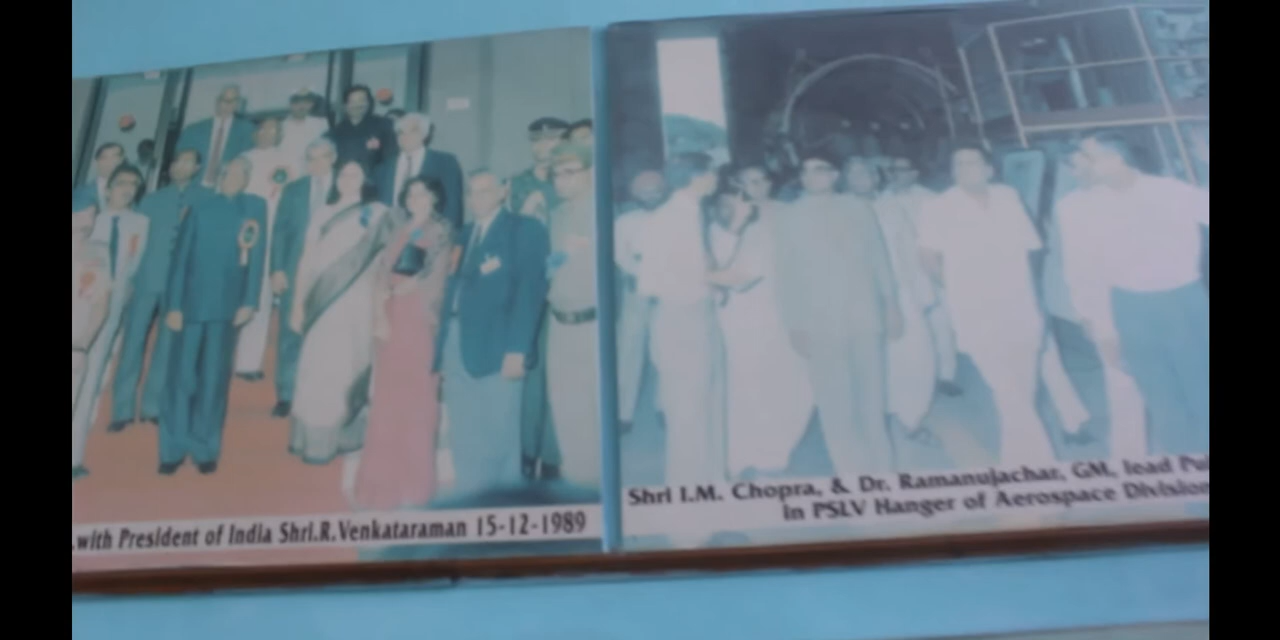 with President of India Shri.R.Venkataraman 15-12-1989
Shri I.M. Chopra, & Dr. Ramanujachar, GM, lead Pu
in PSLV Hanger of Aerospace Division